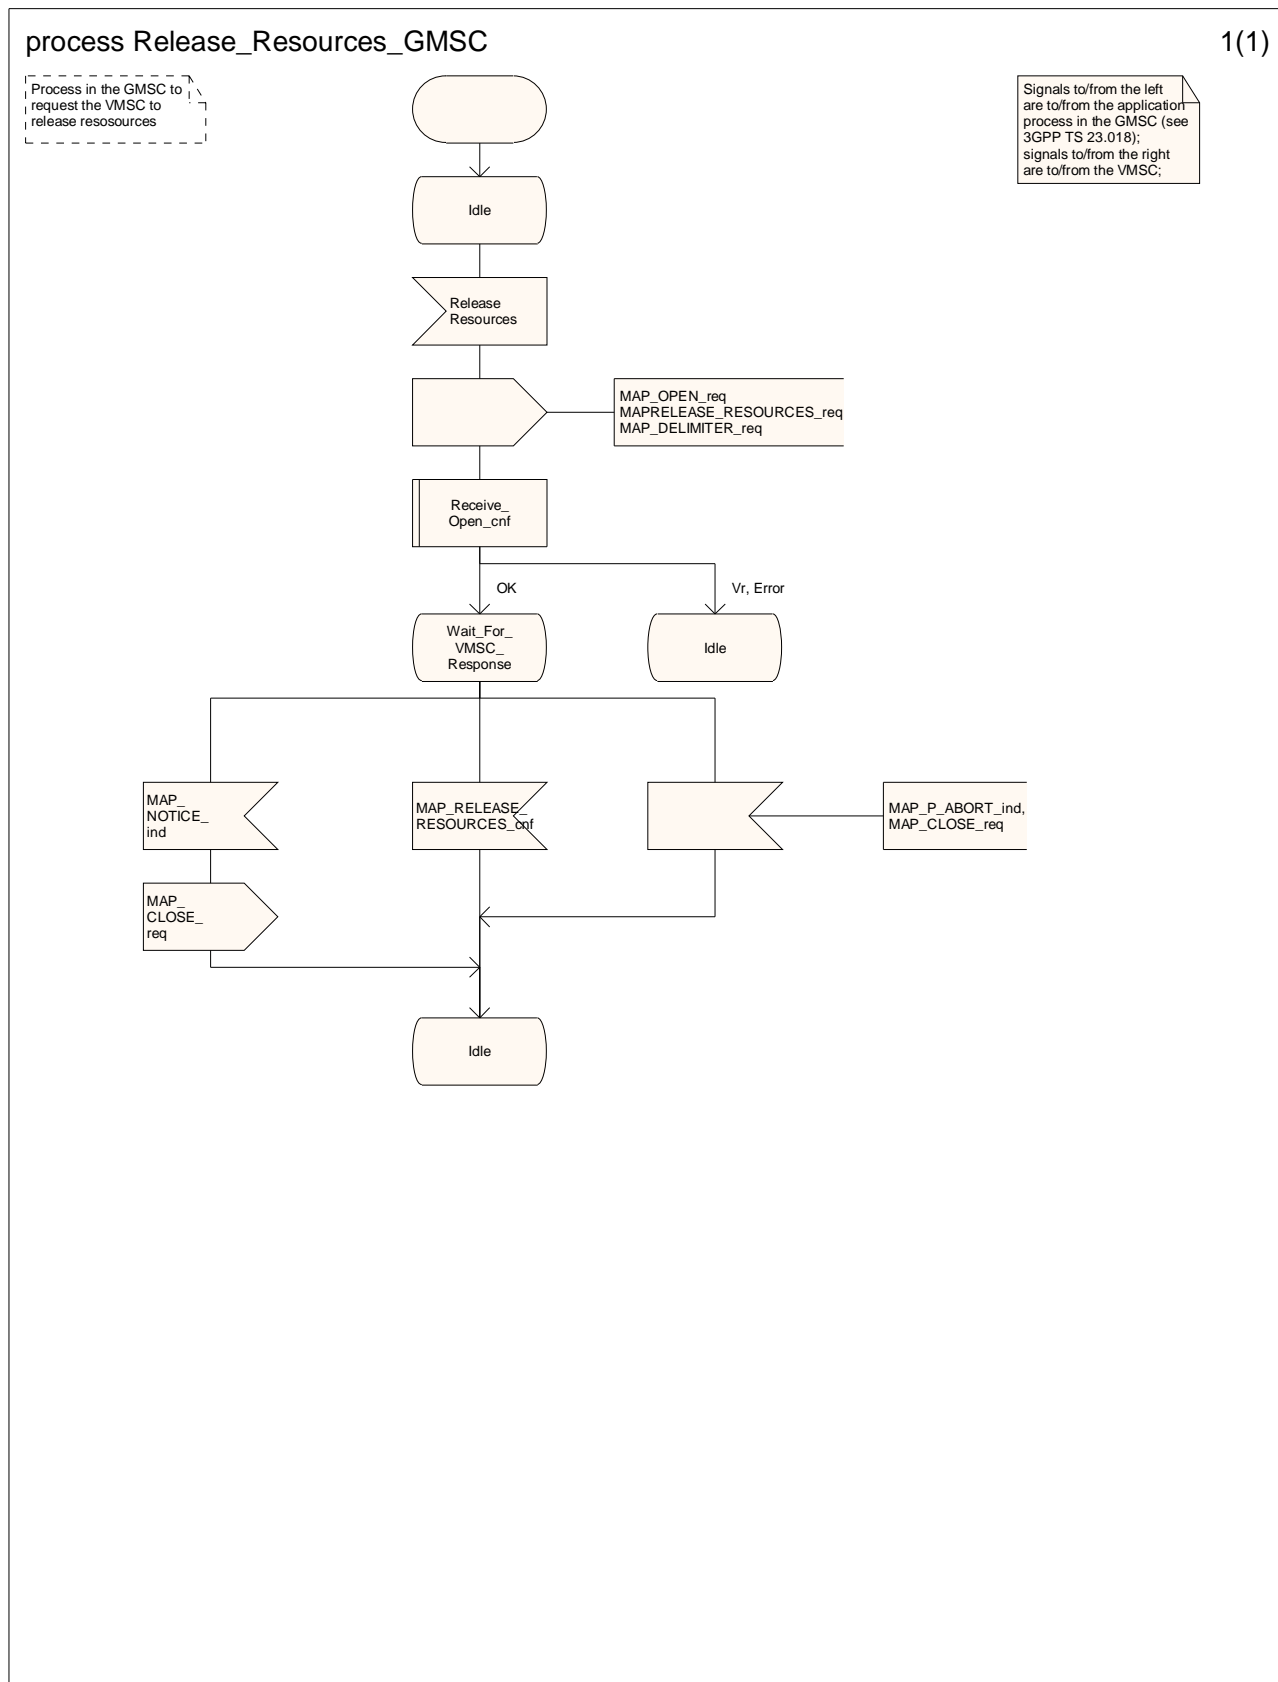 process Release_Resources_GMSC
1(1)
Process in the GMSC to
request the VMSC to
release resosources
Signals to/from the left
are to/from the application
process in the GMSC (see
3GPP TS 23.018);
signals to/from the right
are to/from the VMSC;
Idle
Release
Resources
MAP_OPEN_req
MAPRELEASE_RESOURCES_req
MAP_DELIMITER_req
Receive_
Open_cnf
OK
Vr, Error
Wait_For_
VMSC_
Response
Idle
MAP_
NOTICE_
ind
MAP_RELEASE_
RESOURCES_cnf
MAP_P_ABORT_ind,
MAP_CLOSE_req
MAP_
CLOSE_
req
Idle